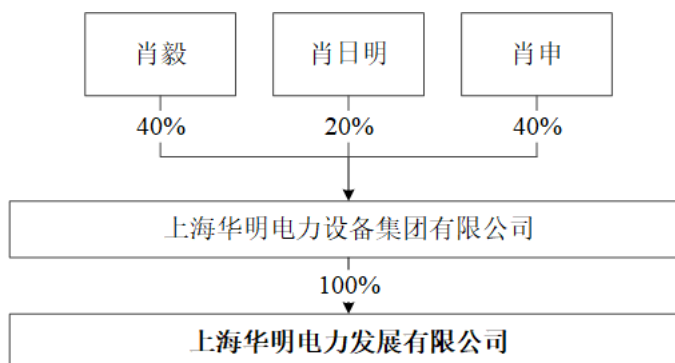 肖毅
肖日明
肖申
40%
20%
40%
上海华明电力设备集团有限公司
100%
上海华明电力发展有限公司